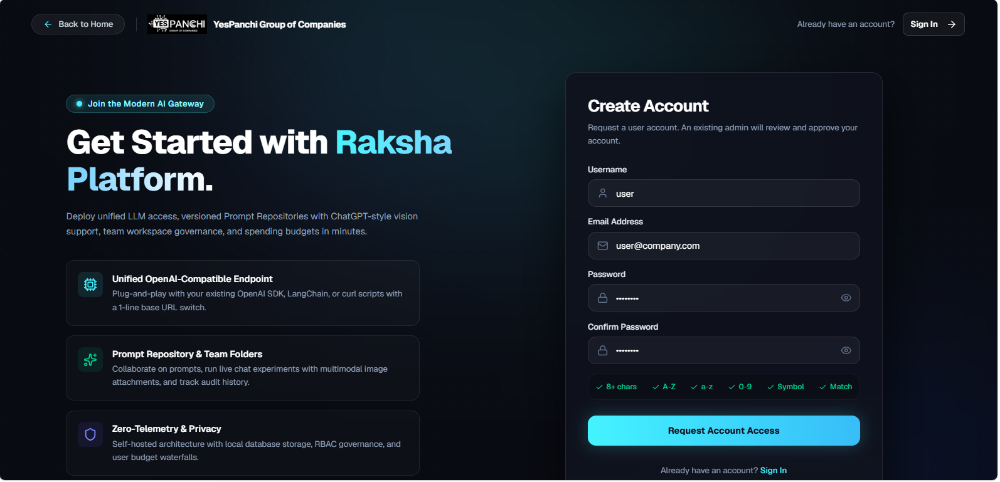 Back to Home
YES PANCHI
GROUP OF COMPANIES
YesPanchi Group of Companies
Already have an account?
Sign In
Join the Modern AI Gateway
Get Started with Raksha
Platform.
Deploy unified LLM access, versioned Prompt Repositories with ChatGPT-style vision
support, team workspace governance, and spending budgets in minutes.
Unified OpenAI-Compatible Endpoint
Plug-and-play with your existing OpenAI SDK, LangChain, or curl scripts with
a 1-line base URL switch.
Prompt Repository & Team Folders
Collaborate on prompts, run live chat experiments with multimodal image
attachments, and track audit history.
Zero-Telemetry & Privacy
Self-hosted architecture with local database storage, RBAC governance, and
user budget waterfalls.
Create Account
Request a user account. An existing admin will review and approve your
account.
Username
user
Email Address
user@company.com
Password
••••••••
Confirm Password
••••••••
8+ chars A-Z a-z 0-9 Symbol Match
Request Account Access
Already have an account? Sign In